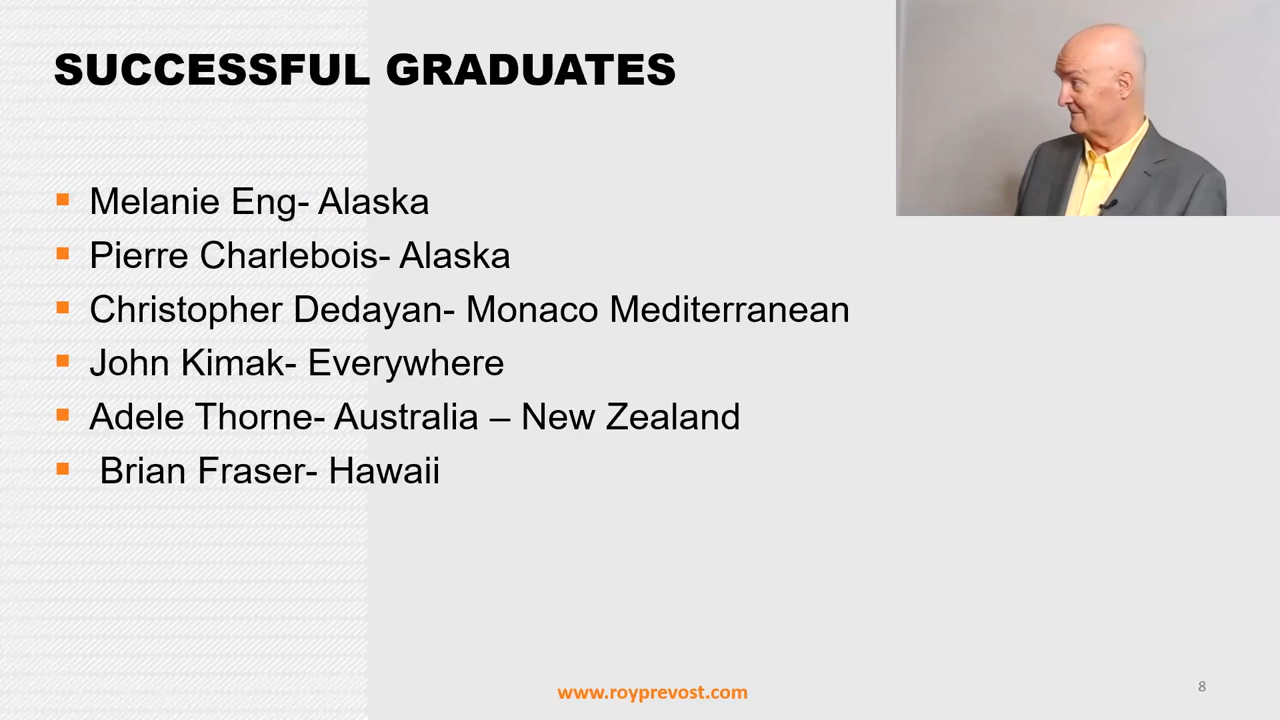 SUCCESSFUL GRADUATES
Melanie Eng- Alaska
Pierre Charlebois- Alaska
Christopher Dedayan- Monaco Mediterranean
John Kimak- Everywhere
Adele Thorne- Australia – New Zealand
Brian Fraser- Hawaii
www.royprevost.com
8